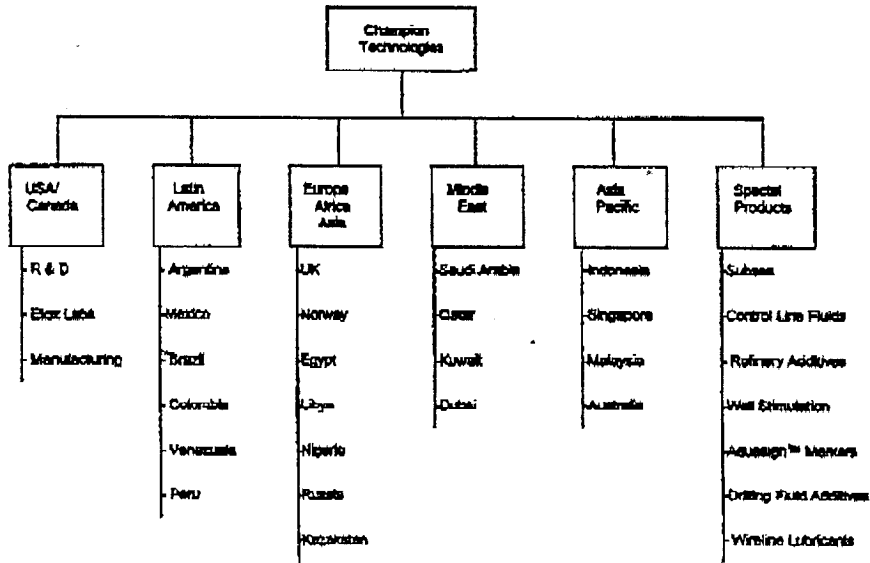 Champion
Technologies
USA/
Canada
R & D
Manufacturing
Latin
America
Argentina
Mexico
Brazil
Colombia
Venezuela
Peru
Europe
Africa
Asia
UK
Norway
Egypt
Libya
Nigeria
Russia
Kazakstan
Middle
East
Saudi Arabia
Qatar
Kuwait
Dubai
Asia
Pacific
Indonesia
Singapore
Malaysia
Australia
Special
Products
Subsea
Control Line Fluids
Refinery Additives
Well Stimulation
Aquasign™ Markers
Drilling Fluid Additives
Wireline Lubricants